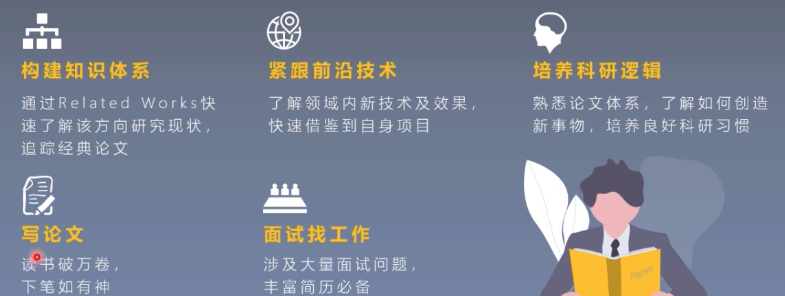 构建知识体系
通过Related Works快
速了解该方向研究现状，
追踪经典论文
紧跟前沿技术
了解领域内新技术及效果，
快速借鉴到自身项目
培养科研逻辑
熟悉论文体系，了解如何创造
新事物，培养良好科研习惯
写论文
读书破万卷，
下笔如有神
面试找工作
涉及大量面试问题，
丰富简历必备
Paper